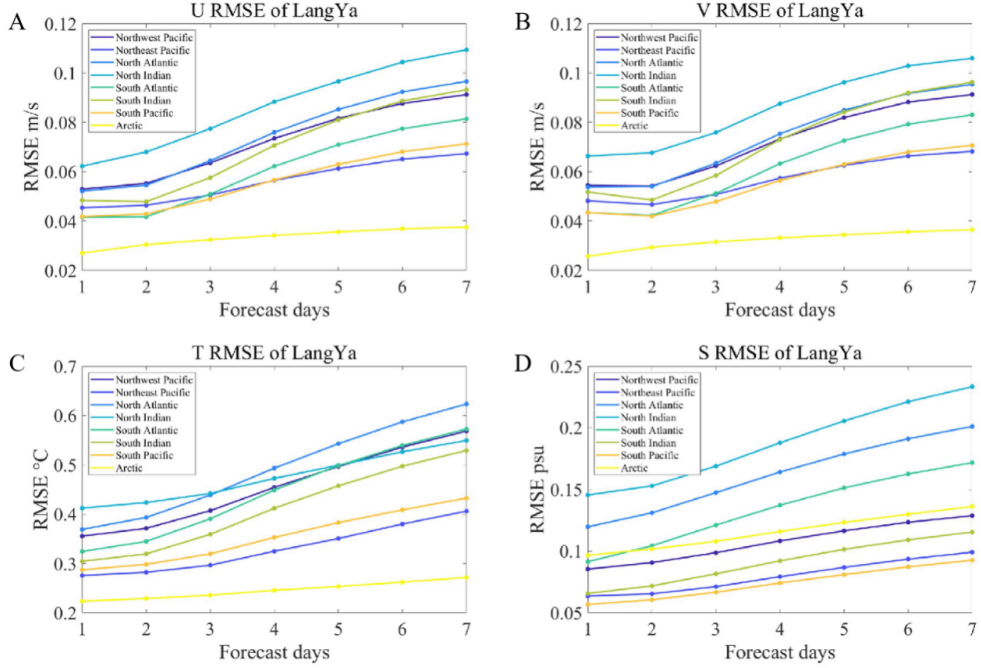 A
U RMSE of LangYa
0.12
0.1
0.08
0.06
0.04
0.02
RMSE m/s
Northwest Pacific
Northeast Pacific
North Atlantic
North Indian
South Atlantic
South Indian
South Pacific
Arctic
1 2 3 4 5 6 7
Forecast days
B
V RMSE of LangYa
0.12
0.1
0.08
0.06
0.04
0.02
RMSE m/s
Northwest Pacific
Northeast Pacific
North Atlantic
North Indian
South Atlantic
South Indian
South Pacific
Arctic
1 2 3 4 5 6 7
Forecast days
C
T RMSE of LangYa
0.7
0.6
0.5
0.4
0.3
0.2
RMSE °C
Northwest Pacific
Northeast Pacific
North Atlantic
North Indian
South Atlantic
South Indian
South Pacific
Arctic
1 2 3 4 5 6 7
Forecast days
D
S RMSE of LangYa
0.25
0.2
0.15
0.1
0.05
RMSE psu
Northwest Pacific
Northeast Pacific
North Atlantic
North Indian
South Atlantic
South Indian
South Pacific
Arctic
1 2 3 4 5 6 7
Forecast days